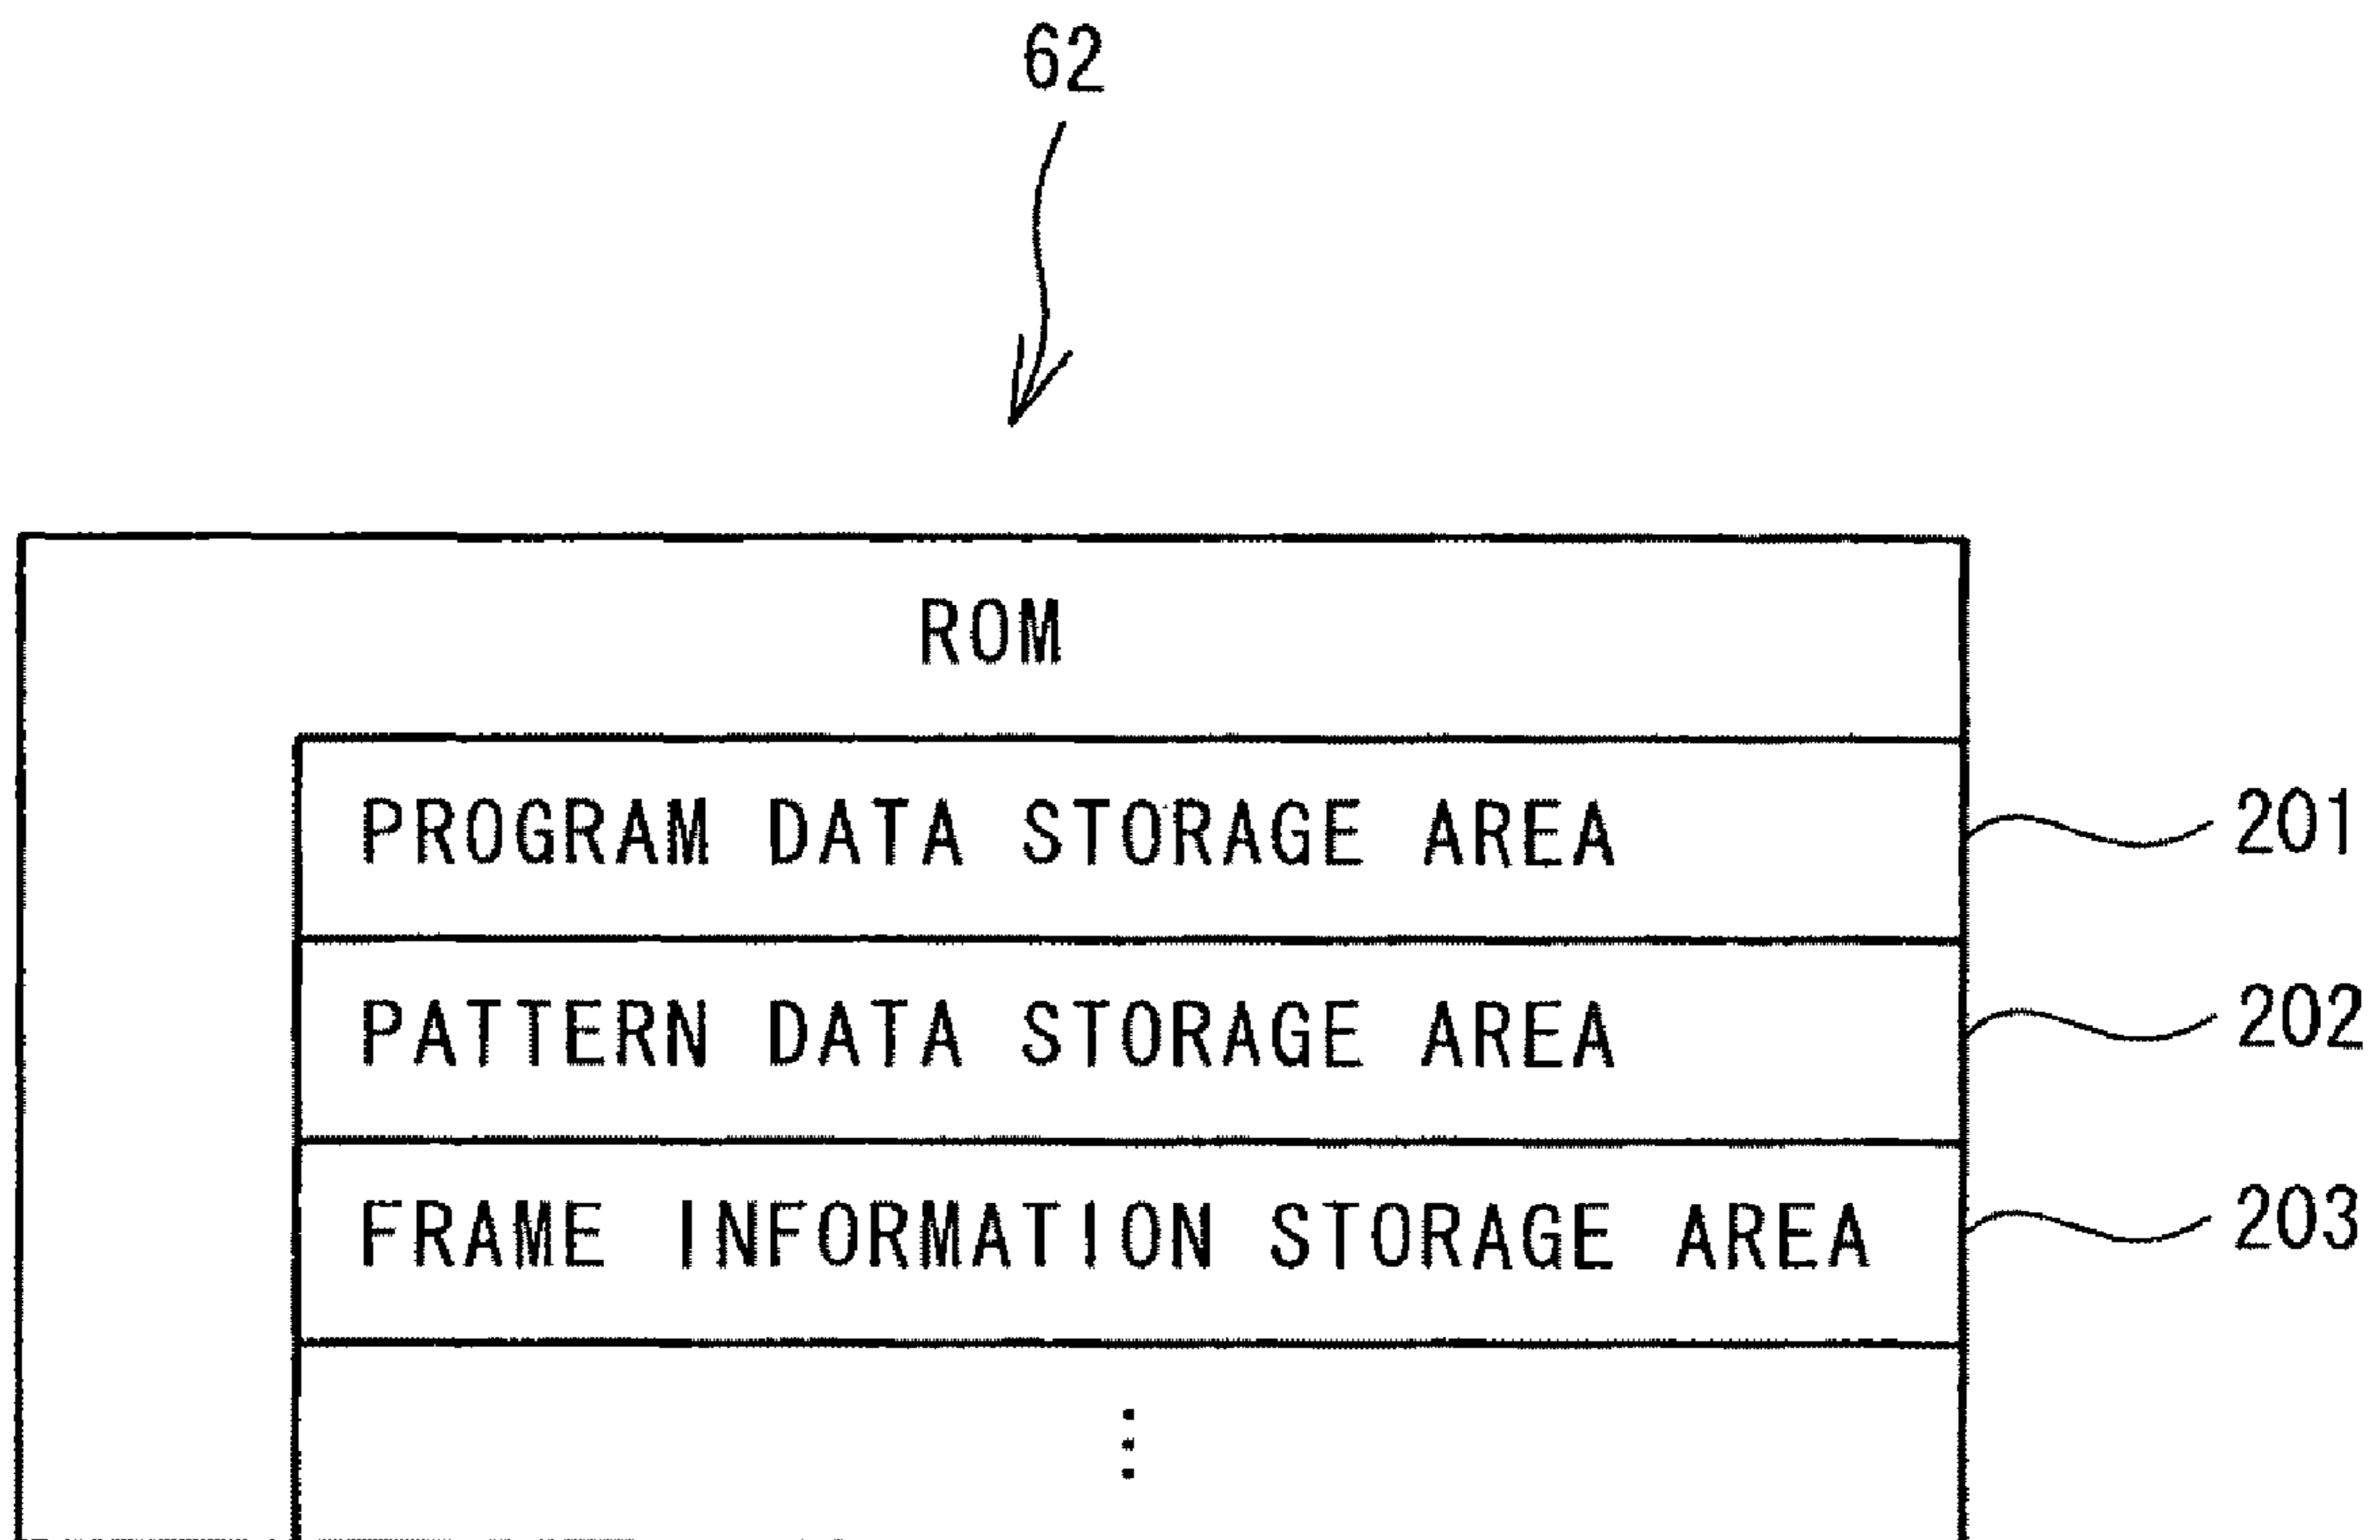 62
ROM
PROGRAM DATA STORAGE AREA 201
PATTERN DATA STORAGE AREA 202
FRAME INFORMATION STORAGE AREA 203
⋮